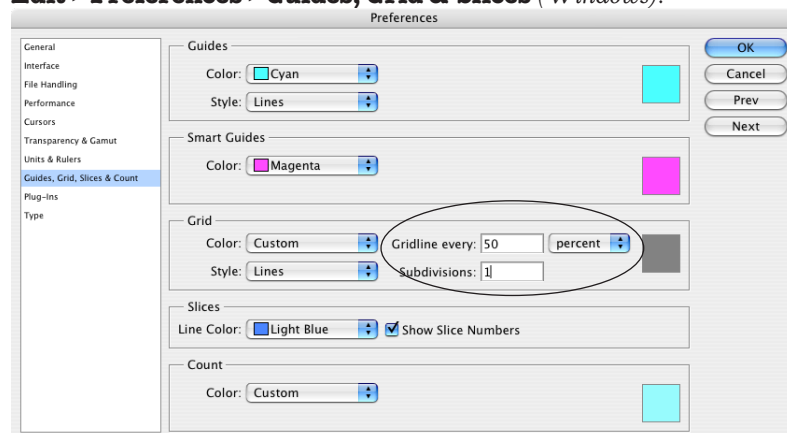 Edit > Preferences > Guides, Grid & Slices (Windows).
Preferences
General
Interface
File Handling
Performance
Cursors
Transparency & Gamut
Units & Rulers
Guides, Grid, Slices & Count
Plug-Ins
Type
Guides
Color: Cyan
Style: Lines
Smart Guides
Color: Magenta
Grid
Color: Custom
Gridline every: 50 percent
Style: Lines
Subdivisions: 1
Slices
Line Color: Light Blue
Show Slice Numbers
Count
Color: Custom
OK
Cancel
Prev
Next